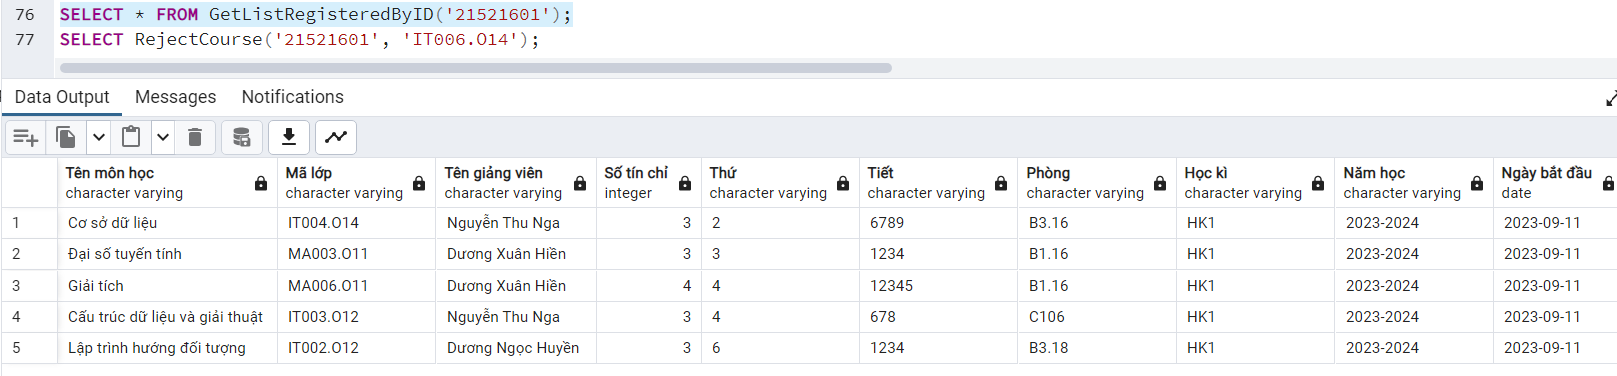 76 SELECT * FROM GetListRegisteredByID('21521601');
77 SELECT RejectCourse('21521601', 'IT006.O14');
Data Output Messages Notifications
Tên môn học Mã lớp Tên giảng viên Số tín chỉ Thứ Tiết Phòng Học kì Năm học Ngày bắt đầu
character varying character varying character varying integer character varying character varying character varying character varying character varying date
1 Cơ sở dữ liệu IT004.O14 Nguyễn Thu Nga 3 2 6789 B3.16 HK1 2023-2024 2023-09-11
2 Đại số tuyến tính MA003.O11 Dương Xuân Hiền 3 3 1234 B1.16 HK1 2023-2024 2023-09-11
3 Giải tích MA006.O11 Dương Xuân Hiền 4 4 12345 B1.16 HK1 2023-2024 2023-09-11
4 Cấu trúc dữ liệu và giải thuật IT003.O12 Nguyễn Thu Nga 3 4 678 C106 HK1 2023-2024 2023-09-11
5 Lập trình hướng đối tượng IT002.O12 Dương Ngọc Huyền 3 6 1234 B3.18 HK1 2023-2024 2023-09-11